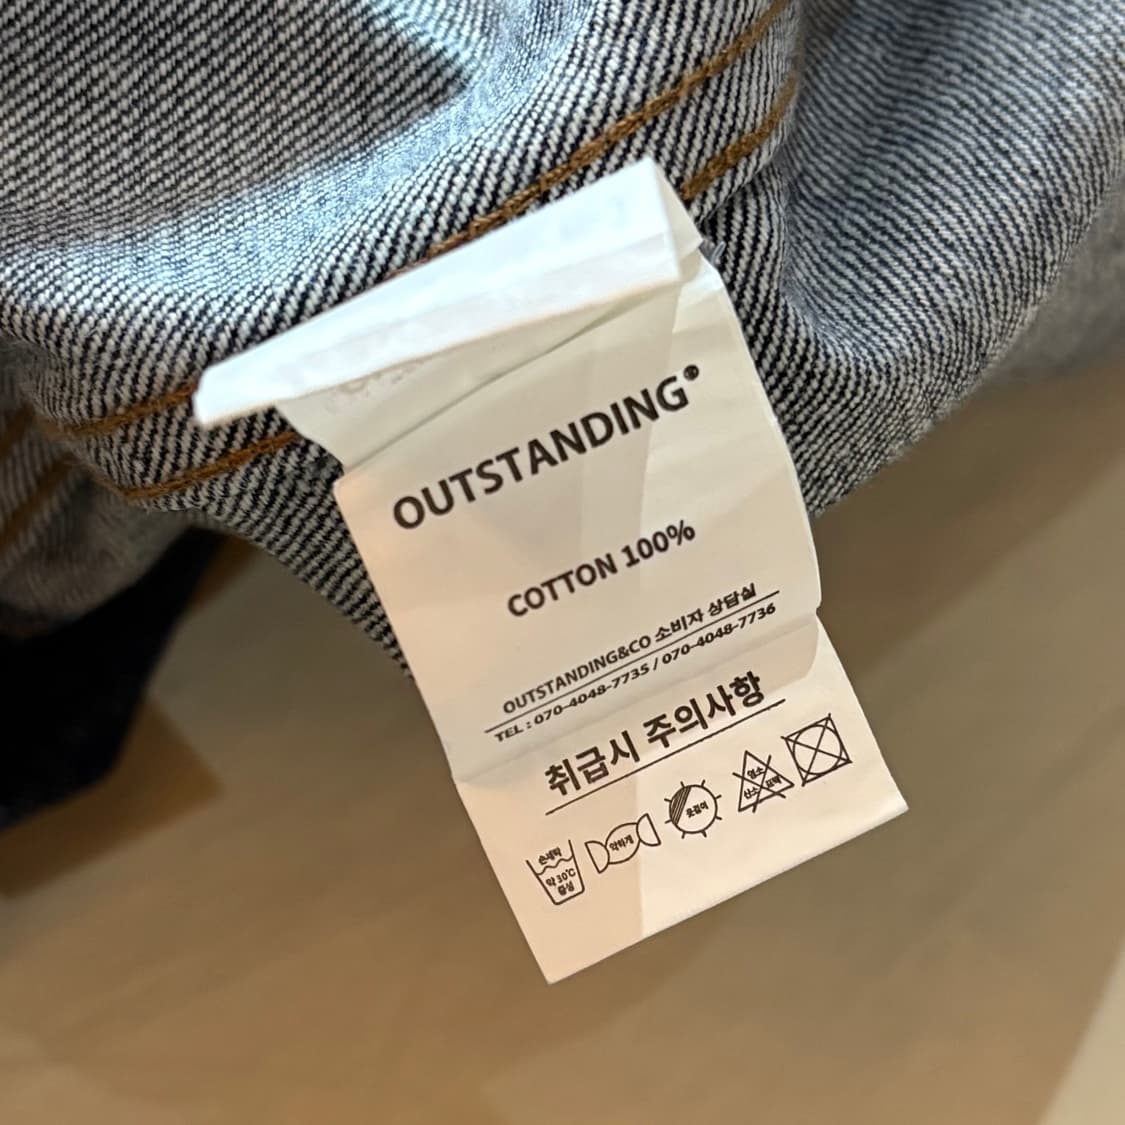 OUTSTANDING®
COTTON 100%
OUTSTANDING&CO 소비자 상담실
TEL : 070-4048-7735 / 070-4048-7736
취급시 주의사항
손세탁
약 30℃
중성
약하게
옷걸이
염소
산소 표백